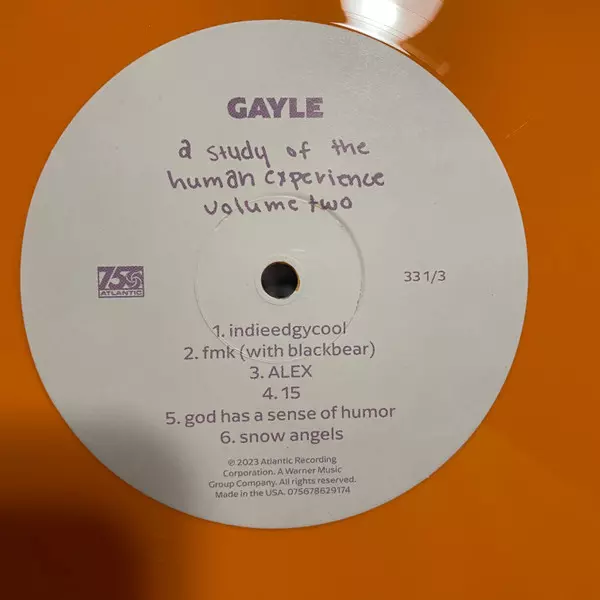 GAYLE
a study of the
human experience
volume two
75
ATLANTIC
33 1/3
1. indieedgycool
2. fmk (with blackbear)
3. ALEX
4. 15
5. god has a sense of humor
6. snow angels
℗ 2023 Atlantic Recording
Corporation. A Warner Music
Group Company. All rights reserved.
Made in the USA. 075678629174